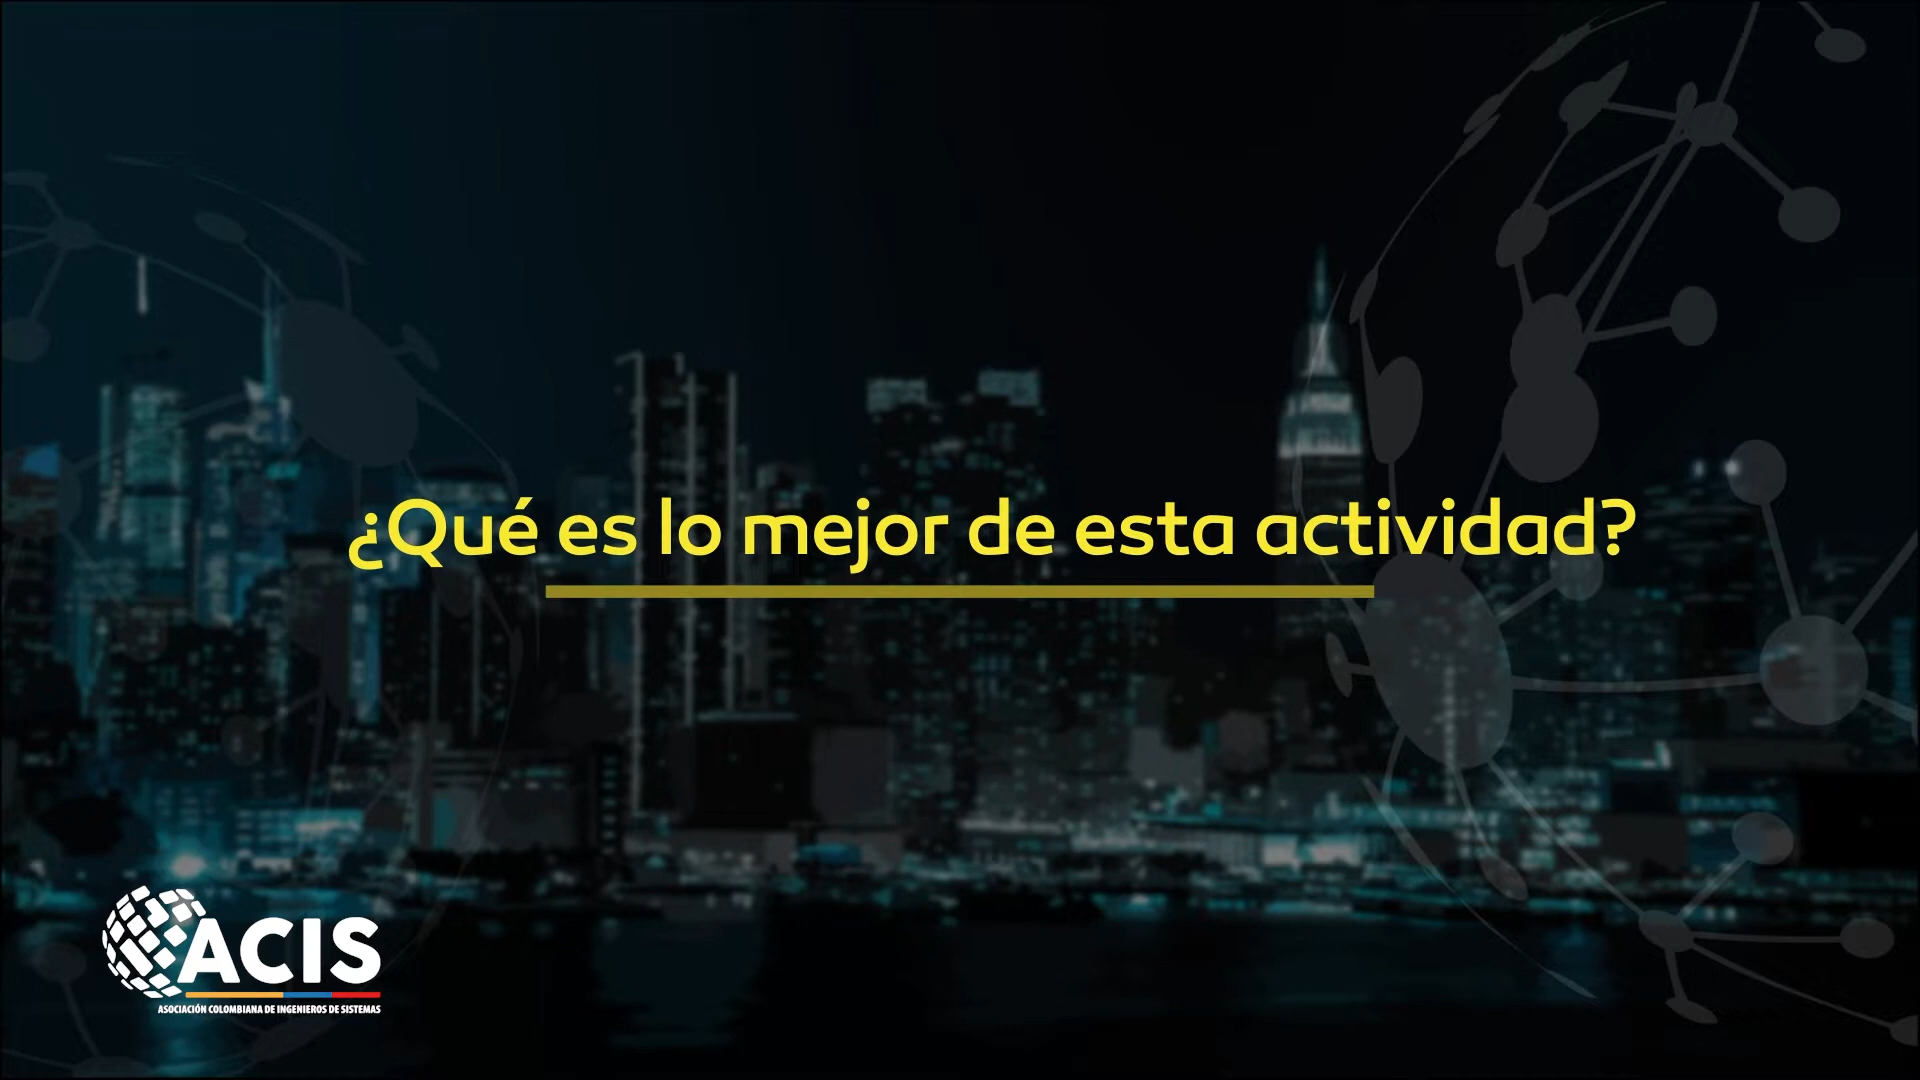 ¿Qué es lo mejor de esta actividad?
ACIS
ASOCIACIÓN COLOMBIANA DE INGENIEROS DE SISTEMAS